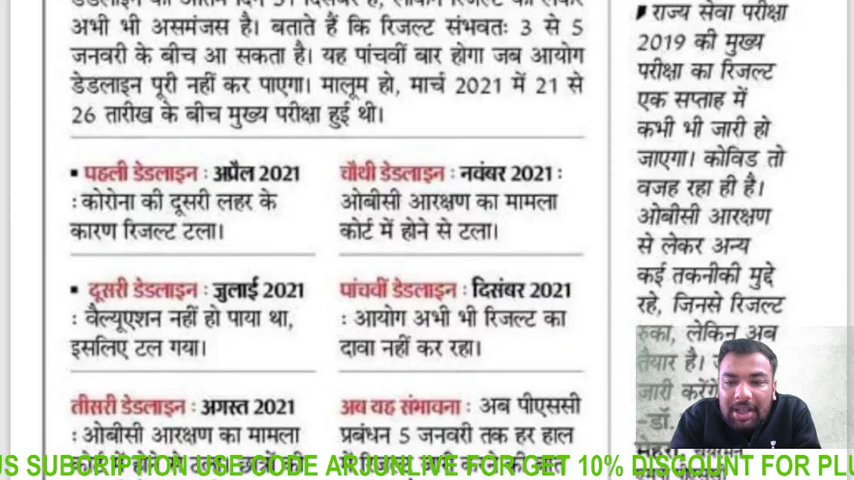 अभी भी असमंजस है। बताते हैं कि रिजल्ट संभवतः 3 से 5
जनवरी के बीच आ सकता है। यह पांचवीं बार होगा जब आयोग
डेडलाइन पूरी नहीं कर पाएगा। मालूम हो, मार्च 2021 में 21 से
26 तारीख के बीच मुख्य परीक्षा हुई थी।
▪ पहली डेडलाइन : अप्रैल 2021
: कोरोना की दूसरी लहर के
कारण रिजल्ट टला।
▪ दूसरी डेडलाइन : जुलाई 2021
: वैल्यूएशन नहीं हो पाया था,
इसलिए टल गया।
तीसरी डेडलाइन : अगस्त 2021
: ओबीसी आरक्षण का मामला
चौथी डेडलाइन : नवंबर 2021 :
ओबीसी आरक्षण का मामला
कोर्ट में होने से टला।
पांचवीं डेडलाइन : दिसंबर 2021
: आयोग अभी भी रिजल्ट का
दावा नहीं कर रहा।
अब यह संभावना : अब पीएससी
प्रबंधन 5 जनवरी तक हर हाल
राज्य सेवा परीक्षा
2019 की मुख्य
परीक्षा का रिजल्ट
एक सप्ताह में
कभी भी जारी हो
जाएगा। कोविड तो
वजह रहा ही है।
ओबीसी आरक्षण
से लेकर अन्य
कई तकनीकी मुद्दे
रहे, जिनसे रिजल्ट
रुका, लेकिन अब
तैयार है।
जारी करेंगे
-डॉ.
US SUBCRIPTION USE CODE ARJUNLIVE FOR GET 10% DISCOUNT FOR PLU